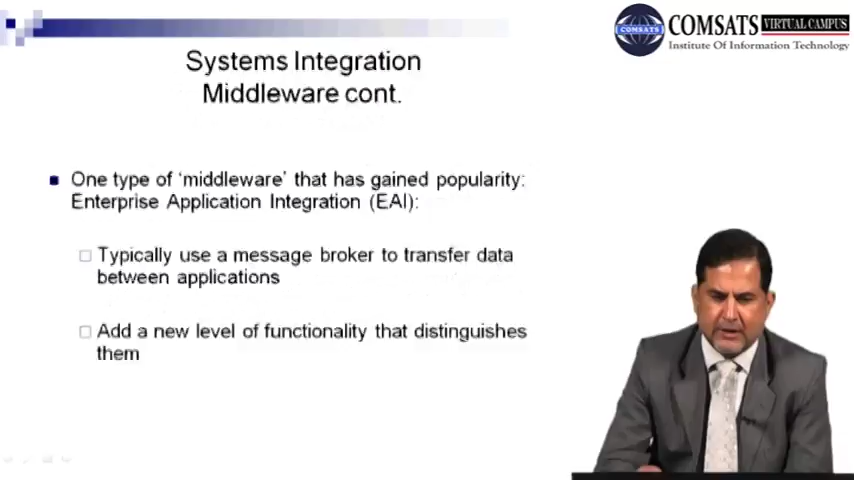 COMSATS VIRTUAL CAMPUS
Institute Of Information Technology
COMSATS
Systems Integration
Middleware cont.
One type of 'middleware' that has gained popularity:
Enterprise Application Integration (EAI):
Typically use a message broker to transfer data
between applications
Add a new level of functionality that distinguishes
them